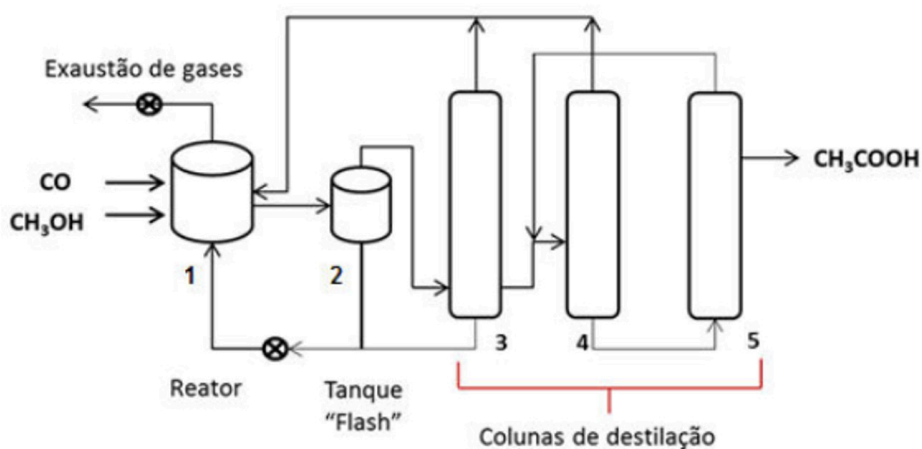 Exaustão de gases
CO
CH₃OH
CH₃COOH
1
2
3
4
5
Reator
Tanque
“Flash”
Colunas de destilação